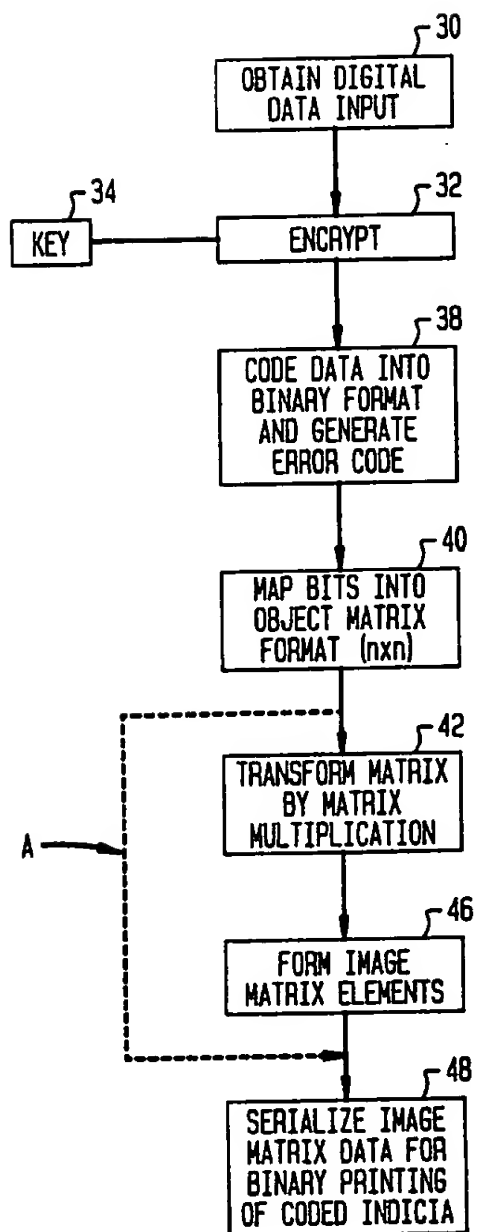 30
OBTAIN DIGITAL
DATA INPUT
34
32
KEY
ENCRYPT
38
CODE DATA INTO
BINARY FORMAT
AND GENERATE
ERROR CODE
40
MAP BITS INTO
OBJECT MATRIX
FORMAT (nxn)
42
TRANSFORM MATRIX
BY MATRIX
MULTIPLICATION
A
46
FORM IMAGE
MATRIX ELEMENTS
48
SERIALIZE IMAGE
MATRIX DATA FOR
BINARY PRINTING
OF CODED INDICIA